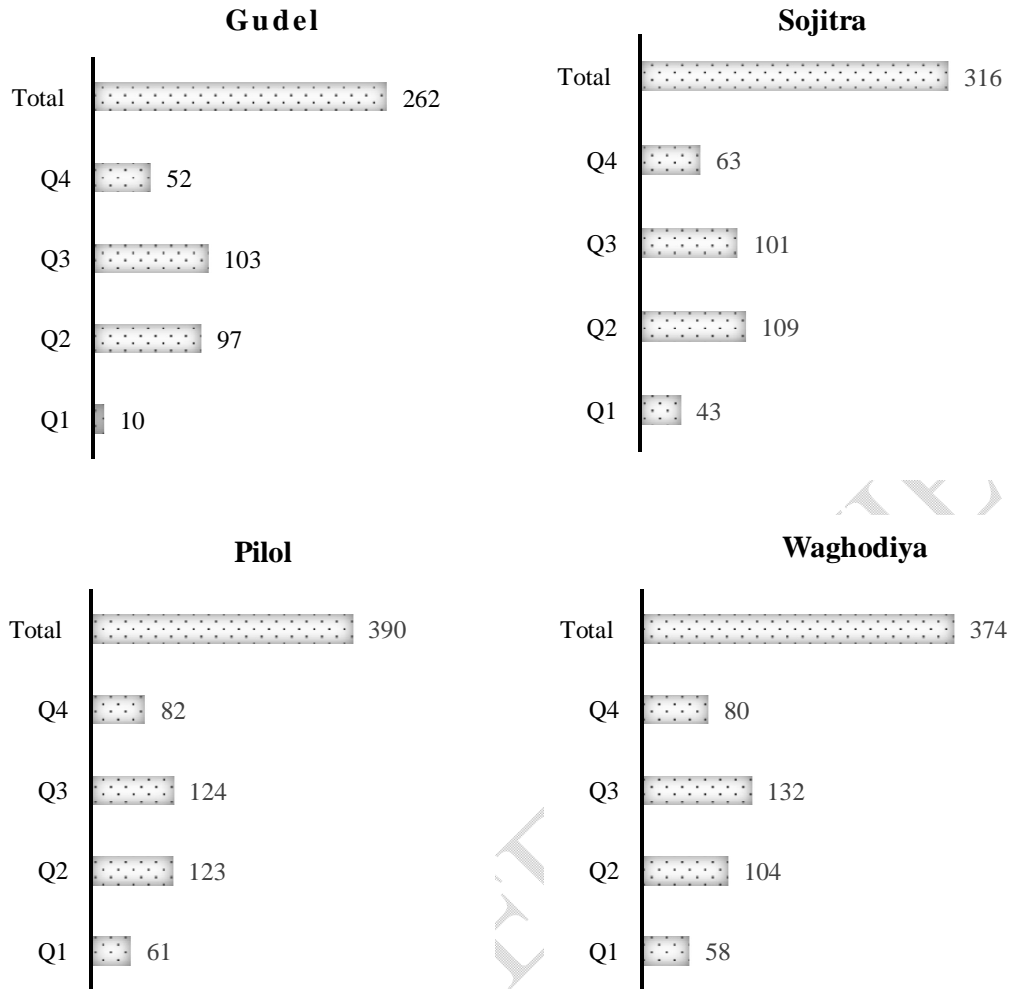 Gudel
Total 262
Q4 52
Q3 103
Q2 97
Q1 10
Sojitra
Total 316
Q4 63
Q3 101
Q2 109
Q1 43
Pilol
Total 390
Q4 82
Q3 124
Q2 123
Q1 61
Waghodiya
Total 374
Q4 80
Q3 132
Q2 104
Q1 58